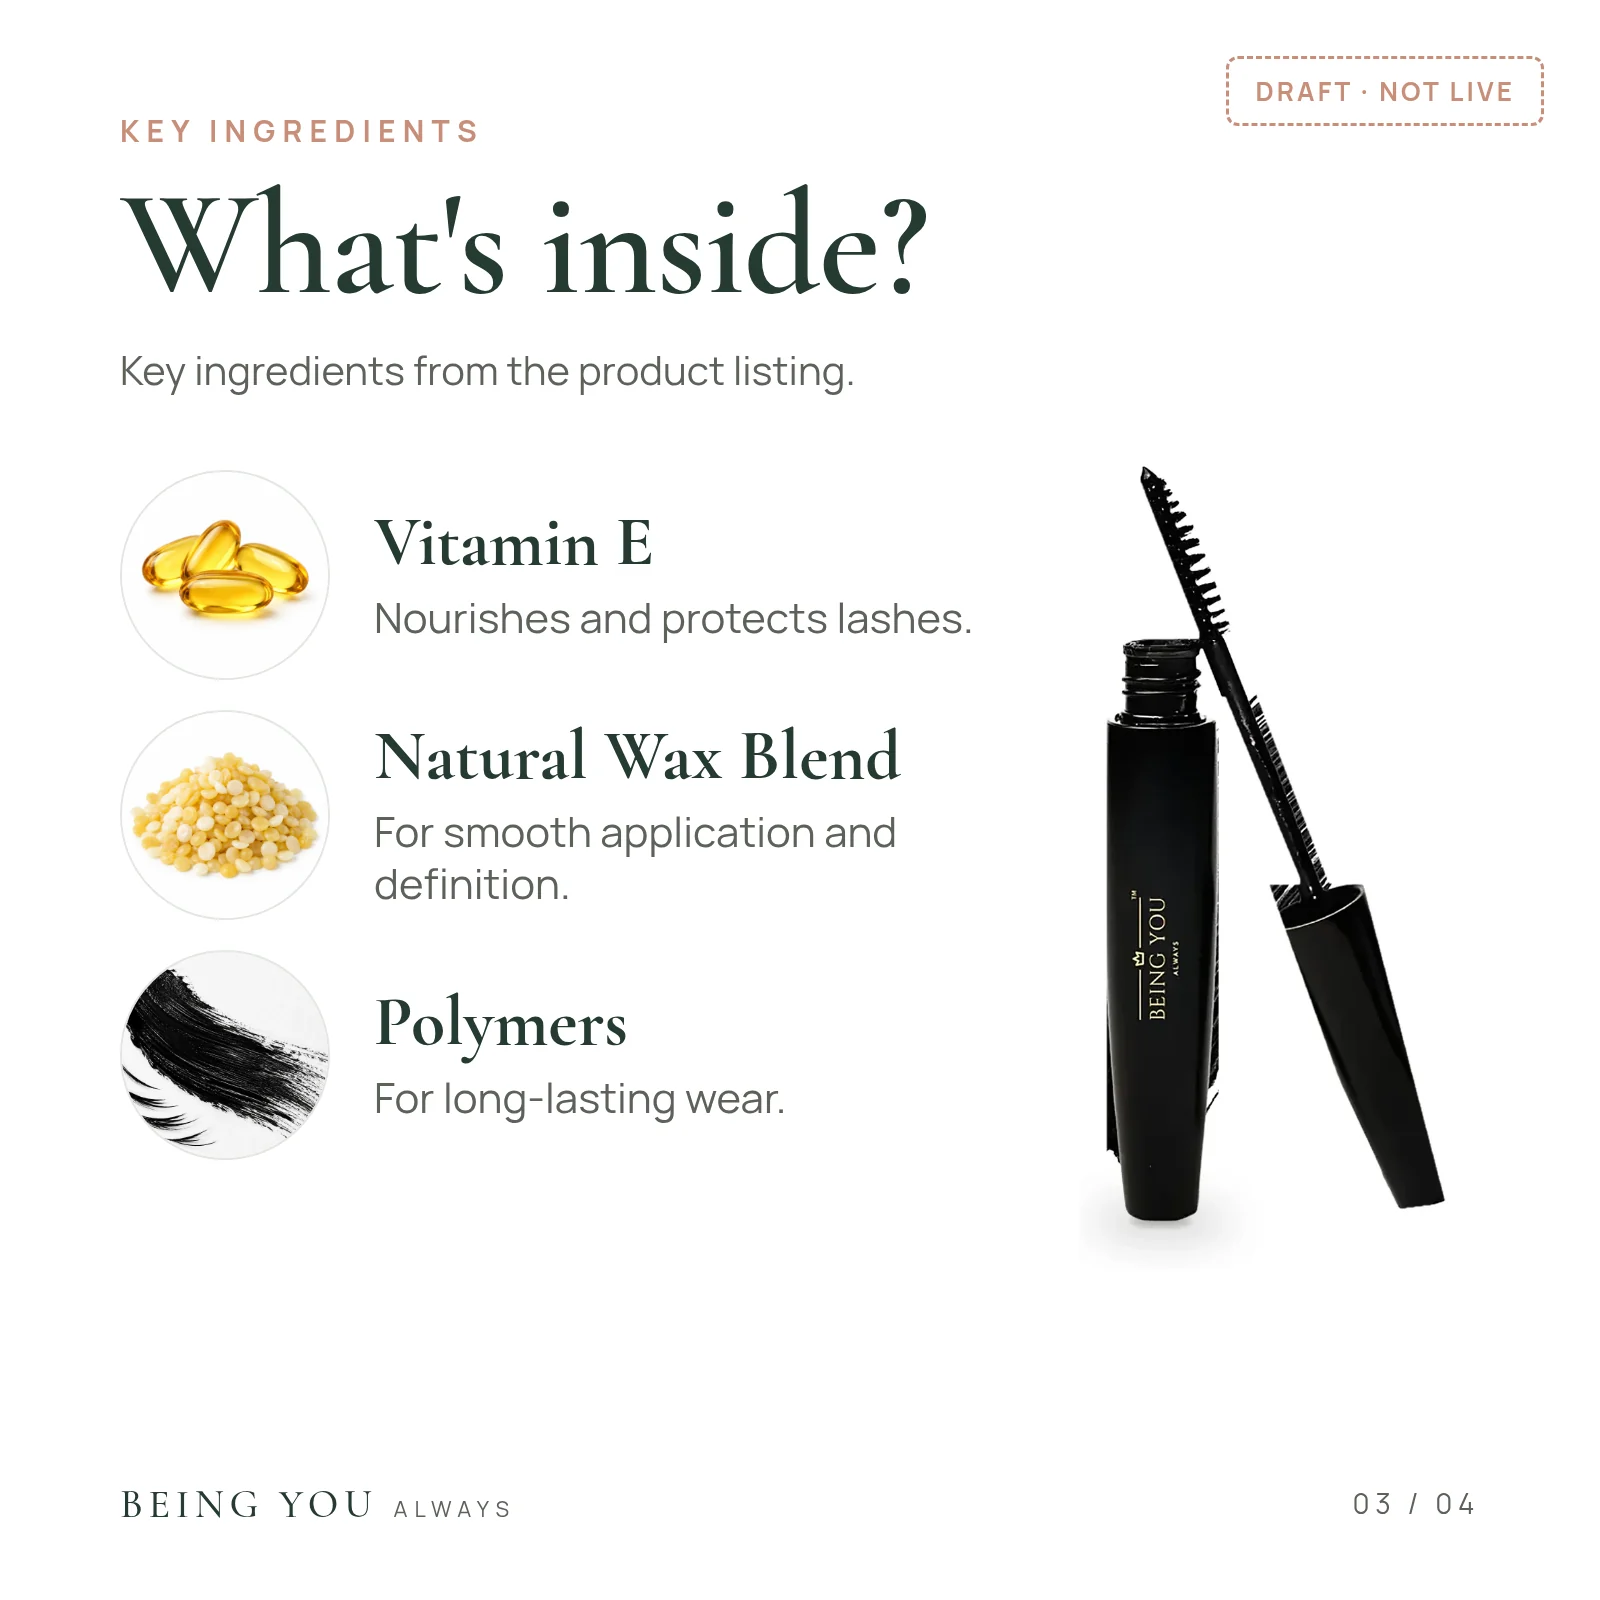 DRAFT · NOT LIVE
KEY INGREDIENTS
What's inside?
Key ingredients from the product listing.
Vitamin E
Nourishes and protects lashes.
Natural Wax Blend
For smooth application and
definition.
Polymers
For long-lasting wear.
BEING YOU
ALWAYS
TM
BEING YOU ALWAYS
03 / 04